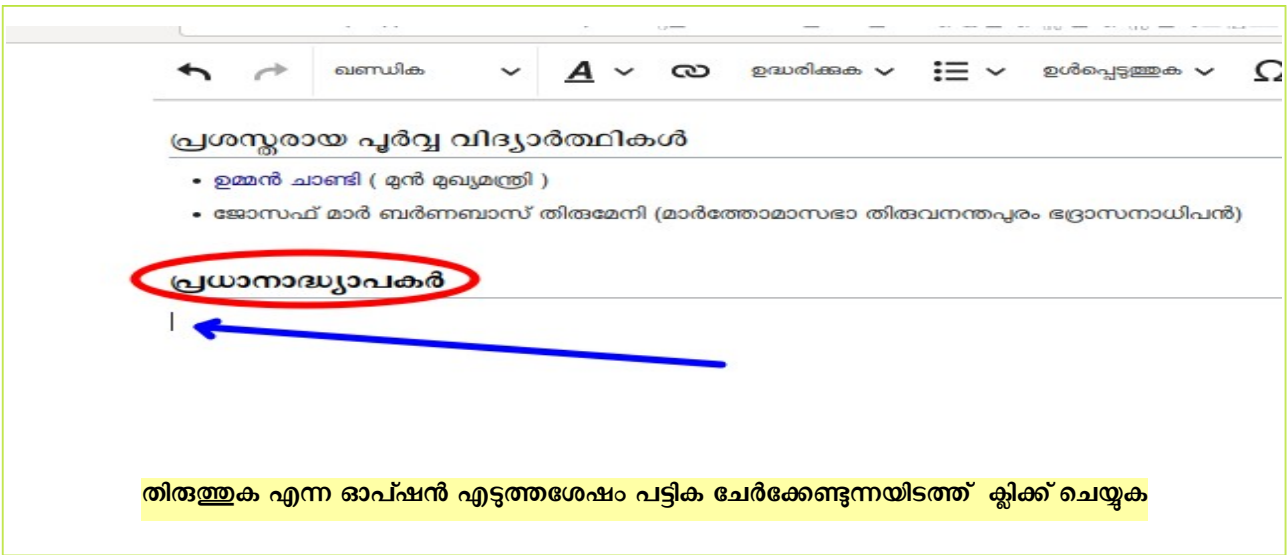 ഖണ്ഡിക A ഉദ്ധരിക്കുക ഉൾപ്പെടുത്തുക Ω
പ്രശസ്തരായ പൂർവ്വ വിദ്യാർത്ഥികൾ
• ഉമ്മൻ ചാണ്ടി ( മുൻ മുഖ്യമന്ത്രി )
• ജോസഫ് മാർ ബർണബാസ് തിരുമേനി (മാർത്തോമാസഭാ തിരുവനന്തപുരം ഭദ്രാസനാധിപൻ)
പ്രധാനാദ്ധ്യാപകർ
തിരുത്തുക എന്ന ഓപ്ഷൻ എടുത്തശേഷം പട്ടിക ചേർക്കേണ്ടുന്നയിടത്ത് ക്ലിക്ക് ചെയ്യുക